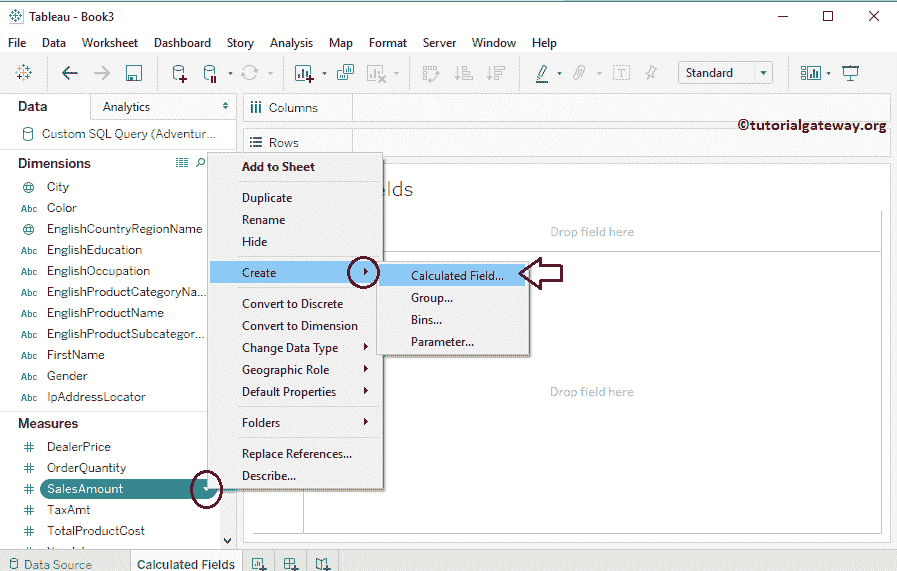 Tableau - Book3
File Data Worksheet Dashboard Story Analysis Map Format Server Window Help
Standard
Data Analytics
Columns
Custom SQL Query (Adventur...
©tutorialgateway.org
Rows
Dimensions
City
Abc Color
EnglishCountryRegionName
Abc EnglishEducation
Abc EnglishOccupation
Abc EnglishProductCategoryNa...
Abc EnglishProductName
Abc EnglishProductSubcategor...
Abc FirstName
Abc Gender
Abc IpAddressLocator
Measures
# DealerPrice
# OrderQuantity
# SalesAmount
# TaxAmt
# TotalProductCost
Add to Sheet
Duplicate
Rename
Hide
Create
Convert to Discrete
Convert to Dimension
Change Data Type
Geographic Role
Default Properties
Folders
Replace References...
Describe...
Calculated Field...
Group...
Bins...
Parameter...
elds
Drop field here
Drop field here
Data Source Calculated Fields